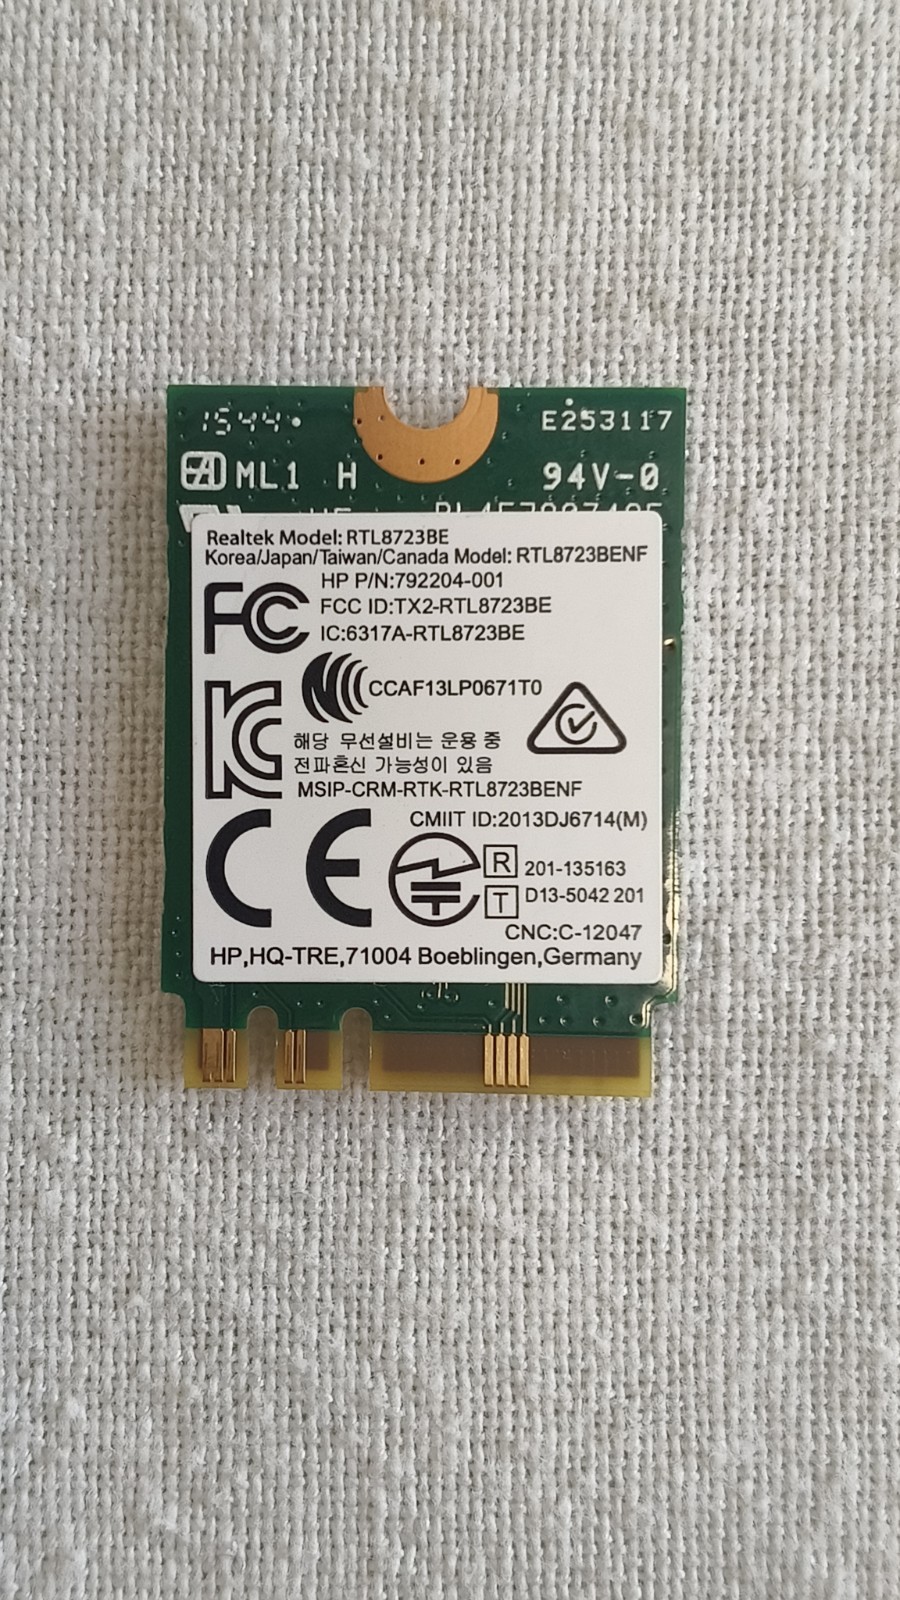 1544
E253117
ML1 H
94V-0
Realtek Model: RTL8723BE
Korea/Japan/Taiwan/Canada Model: RTL8723BENF
HP P/N:792204-001
FC
FCC ID:TX2-RTL8723BE
IC:6317A-RTL8723BE
CCAF13LP0671T0
KC
해당 무선설비는 운용 중
전파혼신 가능성이 있음
MSIP-CRM-RTK-RTL8723BENF
CMIIT ID:2013DJ6714(M)
CE
R 201-135163
T D13-5042 201
CNC:C-12047
HP,HQ-TRE,71004 Boeblingen,Germany